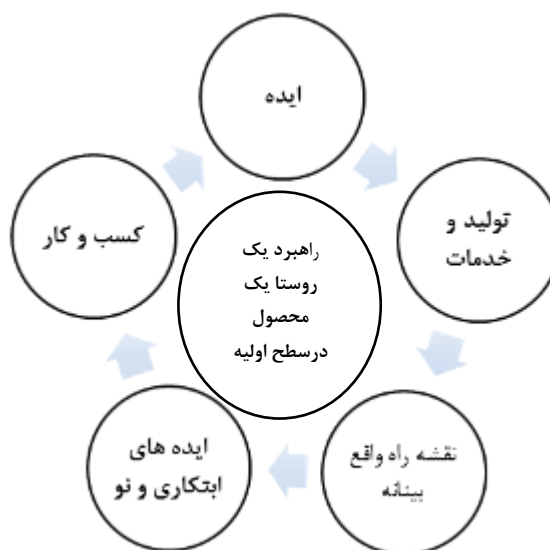 ایده
تولید و
خدمات
نقشه راه واقع
بینانه
ایده های
ابتکاری و نو
کسب و کار
راهبرد یک
روستا یک
محصول
درسطح اولیه